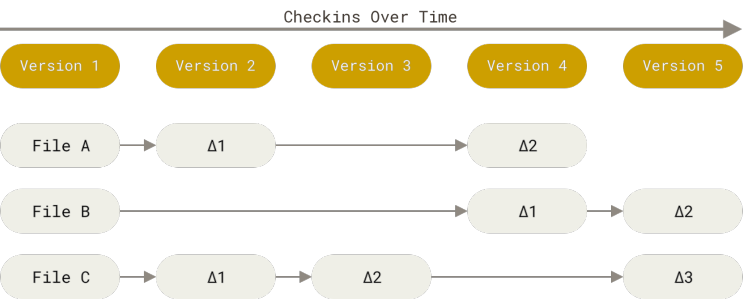 Checkins Over Time
Version 1 Version 2 Version 3 Version 4 Version 5
File A Δ1 Δ2
File B Δ1 Δ2
File C Δ1 Δ2 Δ3